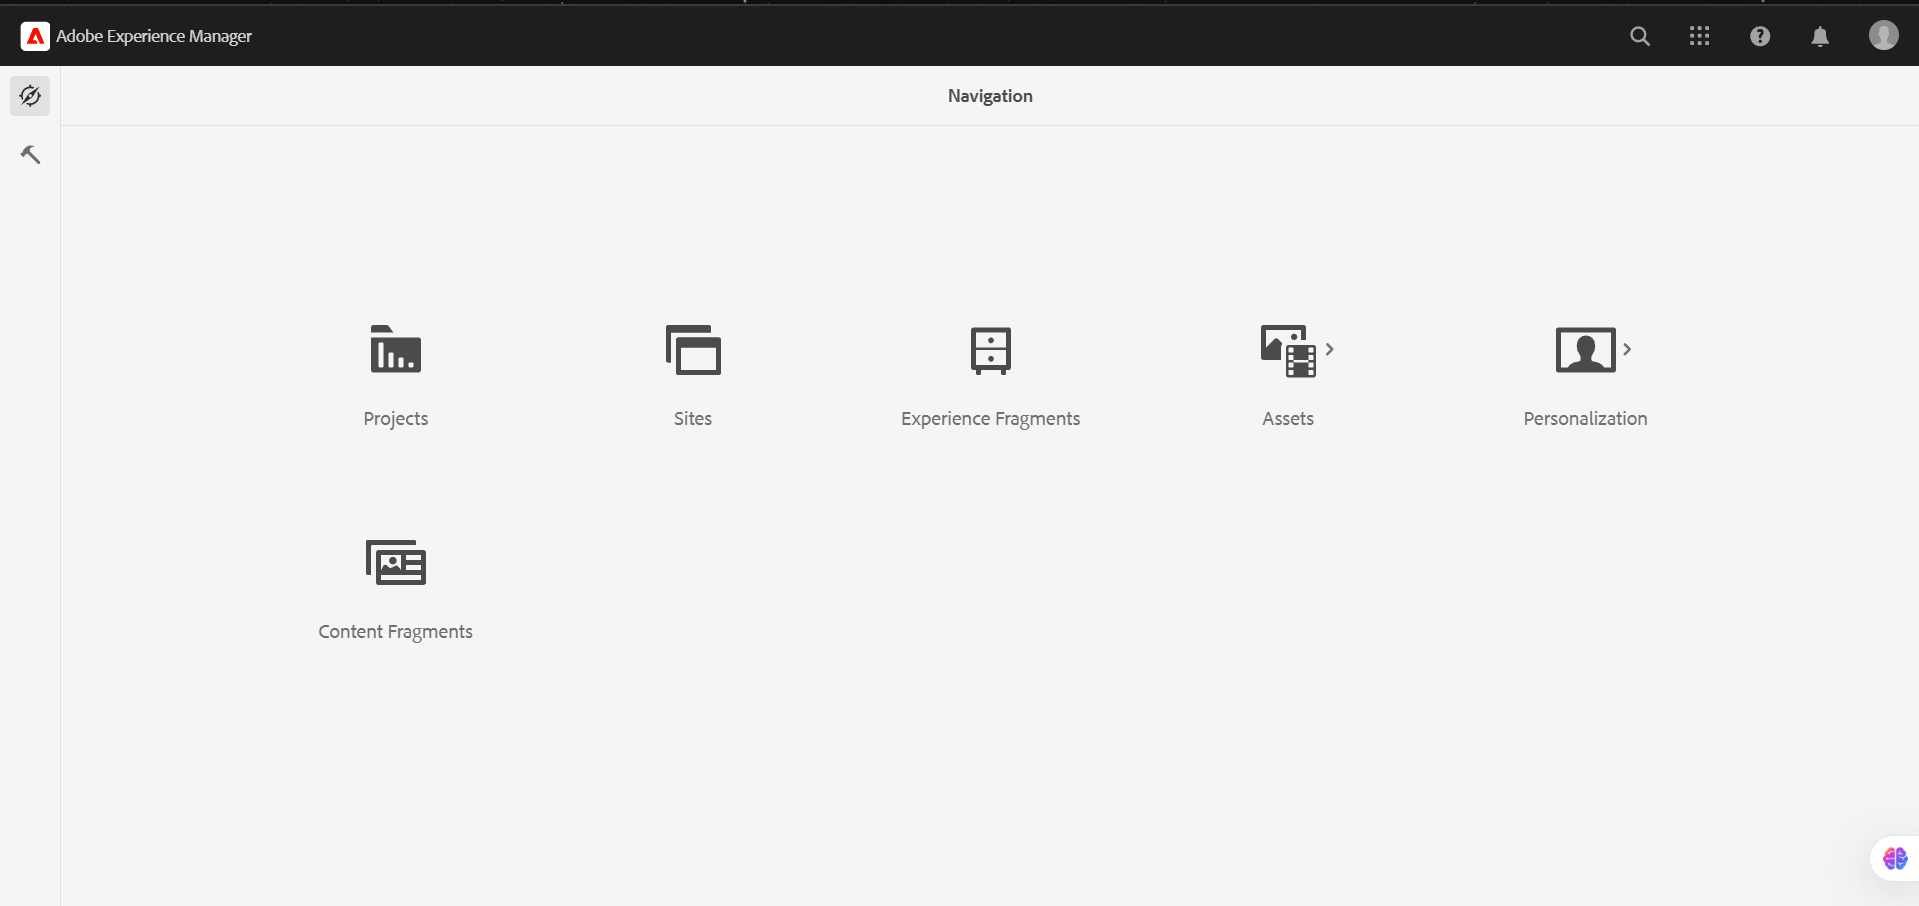 Adobe Experience Manager
Navigation
Projects
Sites
Experience Fragments
Assets
Personalization
Content Fragments